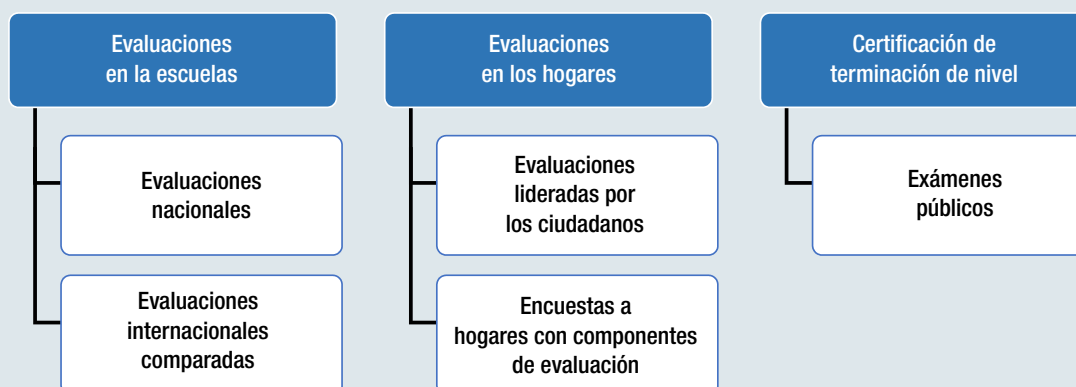 Evaluaciones
en la escuelas
Evaluaciones
nacionales
Evaluaciones
internacionales
comparadas
Evaluaciones
en los hogares
Evaluaciones
lideradas por
los ciudadanos
Encuestas a
hogares con componentes
de evaluación
Certificación de
terminación de nivel
Exámenes
públicos